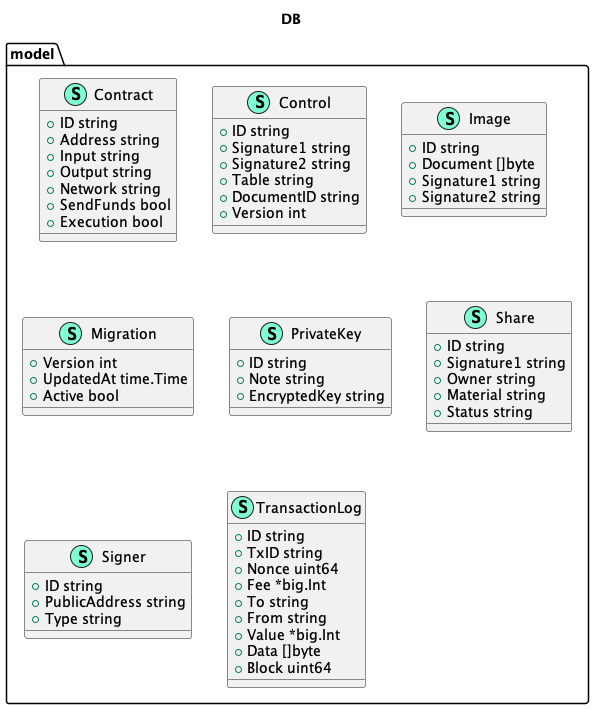 DB
model
S Contract
ID string
Address string
Input string
Output string
Network string
SendFunds bool
Execution bool
S Control
ID string
Signature1 string
Signature2 string
Table string
DocumentID string
Version int
S Image
ID string
Document []byte
Signature1 string
Signature2 string
S Migration
Version int
UpdatedAt time.Time
Active bool
S PrivateKey
ID string
Note string
EncryptedKey string
S Share
ID string
Signature1 string
Owner string
Material string
Status string
S Signer
ID string
PublicAddress string
Type string
S TransactionLog
ID string
TxID string
Nonce uint64
Fee *big.Int
To string
From string
Value *big.Int
Data []byte
Block uint64